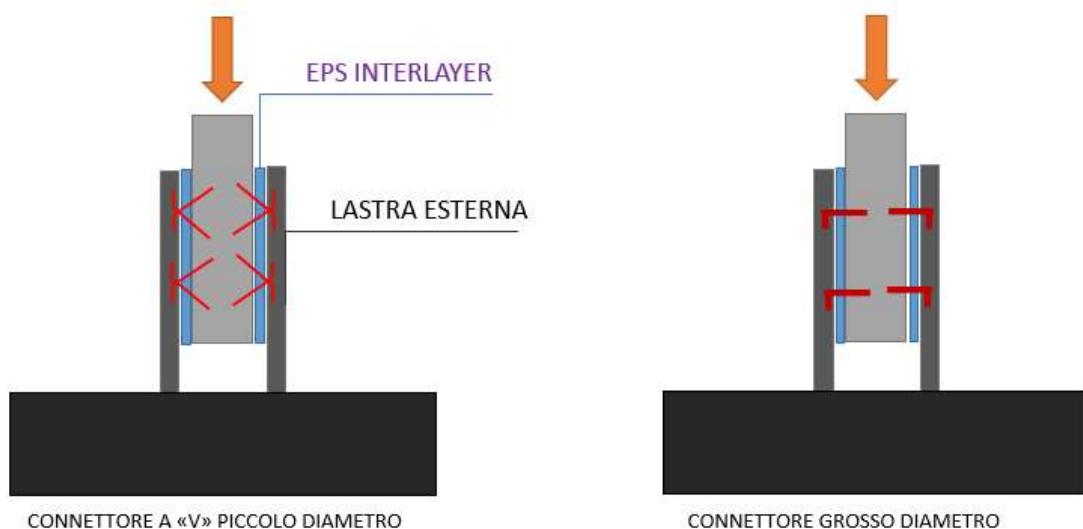 EPS INTERLAYER
LASTRA ESTERNA
CONNETTORE A «V» PICCOLO DIAMETRO
CONNETTORE GROSSO DIAMETRO